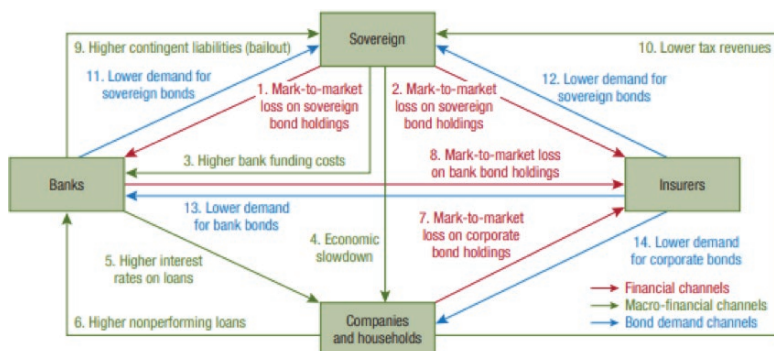 9. Higher contingent liabilities (bailout)
Sovereign
10. Lower tax revenues
11. Lower demand for
sovereign bonds
1. Mark-to-market
loss on sovereign
bond holdings
2. Mark-to-market
loss on sovereign
bond holdings
12. Lower demand for
sovereign bonds
3. Higher bank funding costs
8. Mark-to-market loss
on bank bond holdings
Banks
Insurers
13. Lower demand
for bank bonds
7. Mark-to-market
loss on corporate
bond holdings
4. Economic
slowdown
14. Lower demand
for corporate bonds
5. Higher interest
rates on loans
Financial channels
Macro-financial channels
Bond demand channels
6. Higher nonperforming loans
Companies
and households